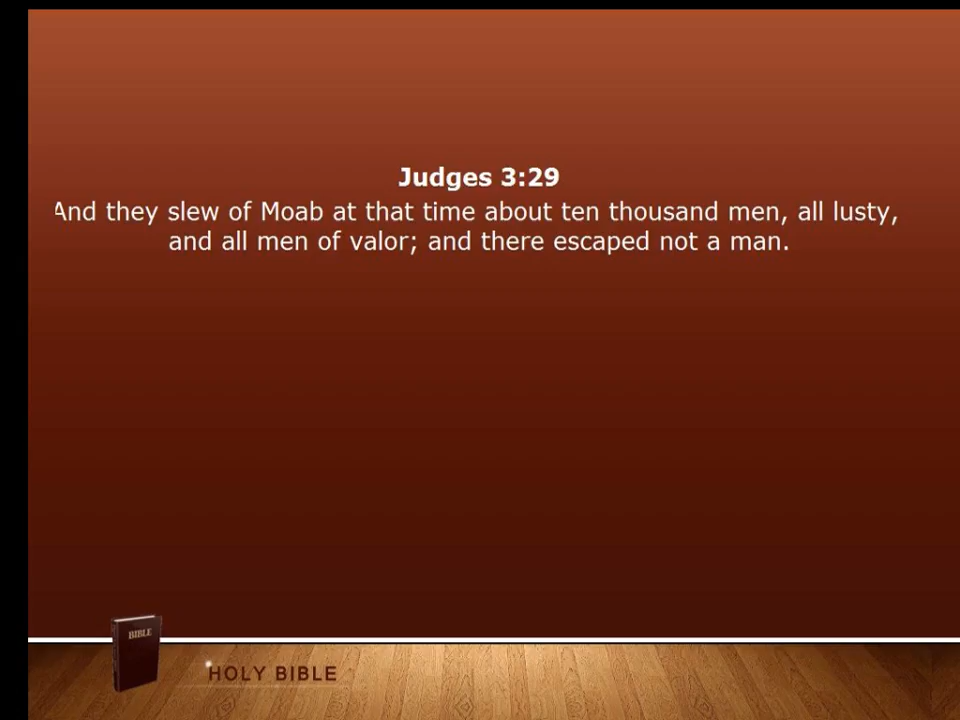 Judges 3:29
And they slew of Moab at that time about ten thousand men, all lusty,
and all men of valor; and there escaped not a man.
BIBLE
HOLY BIBLE